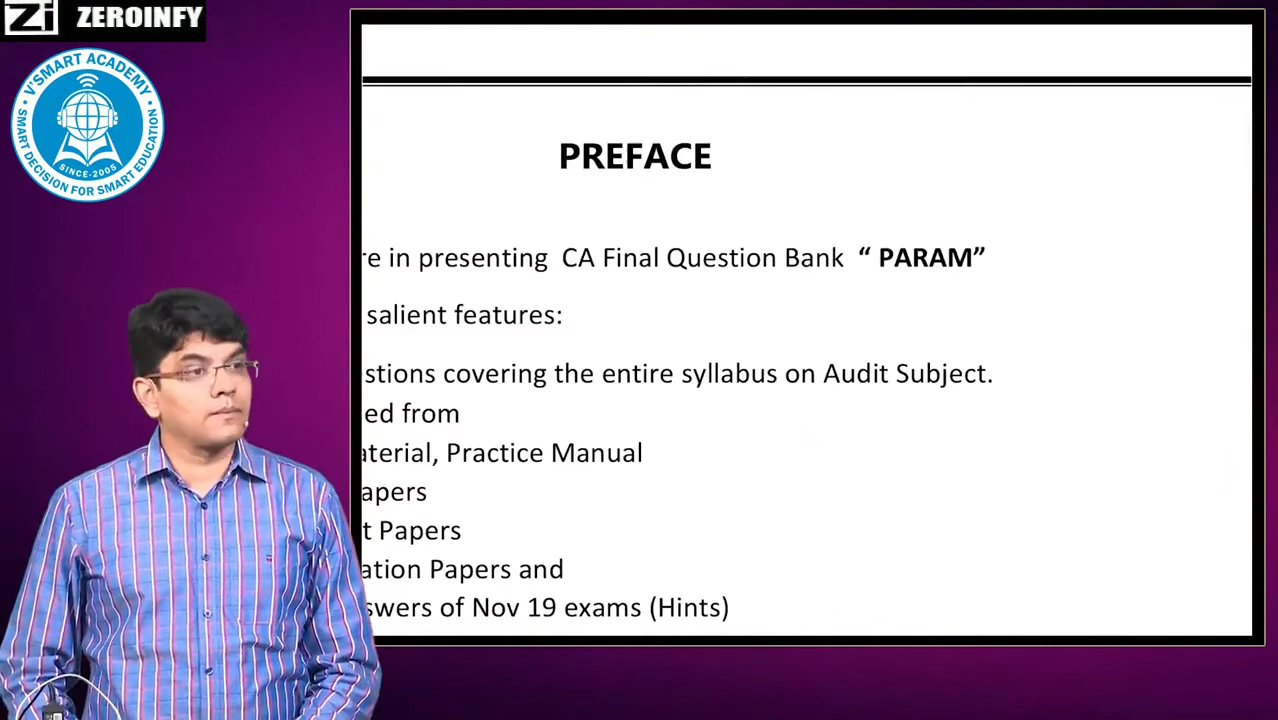 Zi ZEROINFY
V'SMART ACADEMY
SMART DECISION FOR SMART EDUCATION
SINCE-2005
PREFACE
re in presenting CA Final Question Bank “ PARAM”
salient features:
stions covering the entire syllabus on Audit Subject.
ed from
aterial, Practice Manual
apers
t Papers
ation Papers and
swers of Nov 19 exams (Hints)